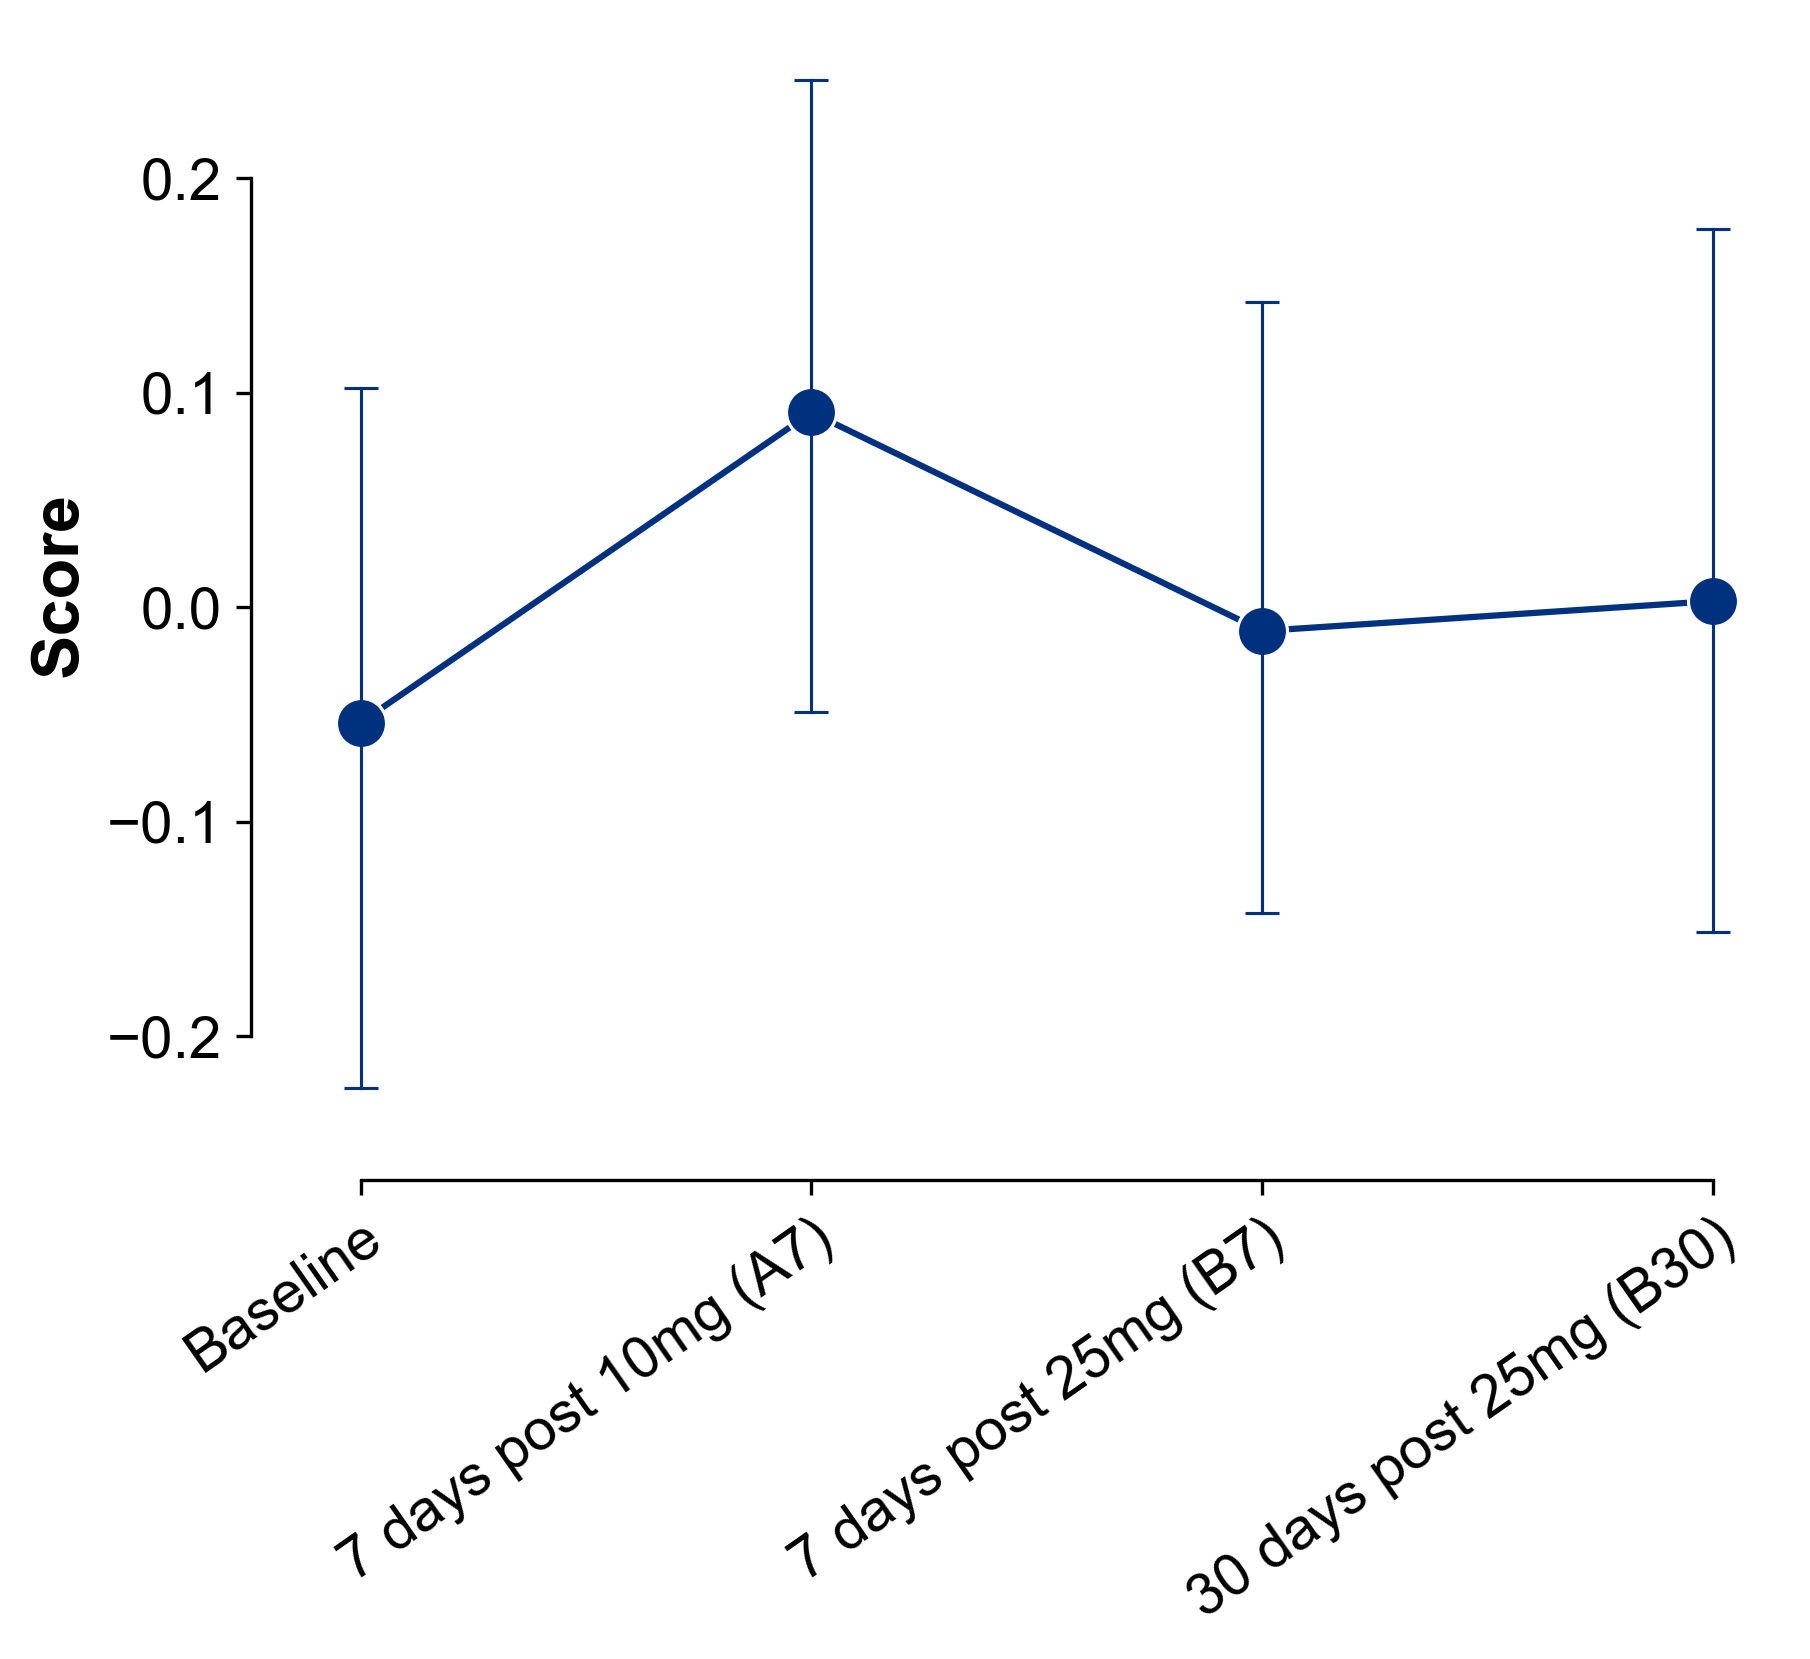 Score
0.2
0.1
0.0
−0.1
−0.2
Baseline
7 days post 10mg (A7)
7 days post 25mg (B7)
30 days post 25mg (B30)